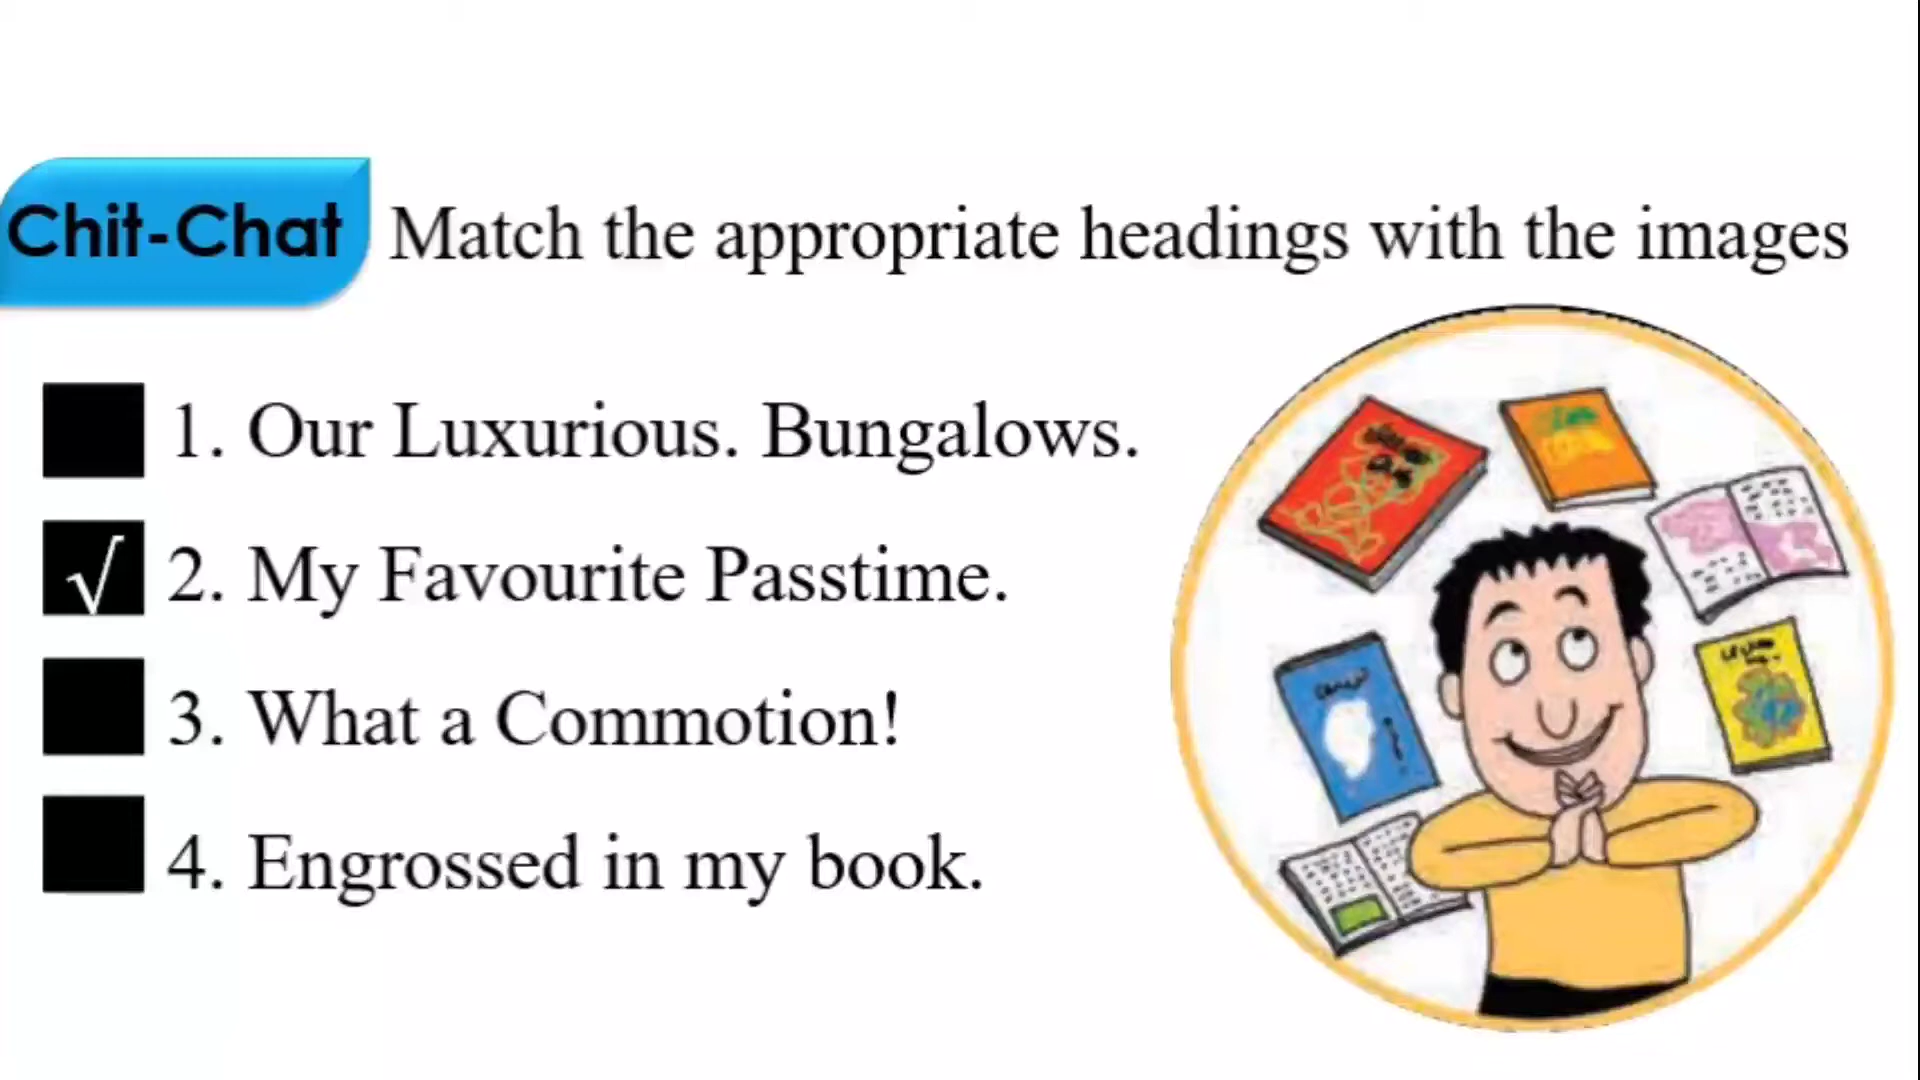 Chit-Chat Match the appropriate headings with the images
1. Our Luxurious. Bungalows.
√ 2. My Favourite Passtime.
3. What a Commotion!
4. Engrossed in my book.